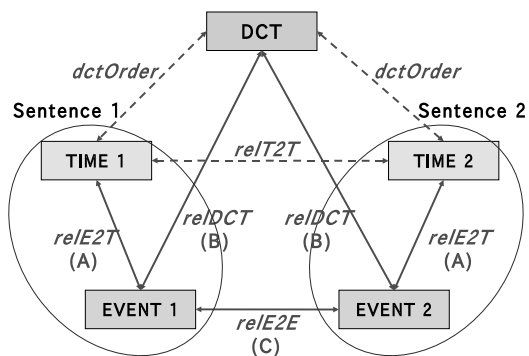 DCT
dctOrder
dctOrder
Sentence 1
Sentence 2
TIME 1
relT2T
TIME 2
relDCT
(B)
relDCT
(B)
relE2T
(A)
relE2T
(A)
EVENT 1
relE2E
(C)
EVENT 2